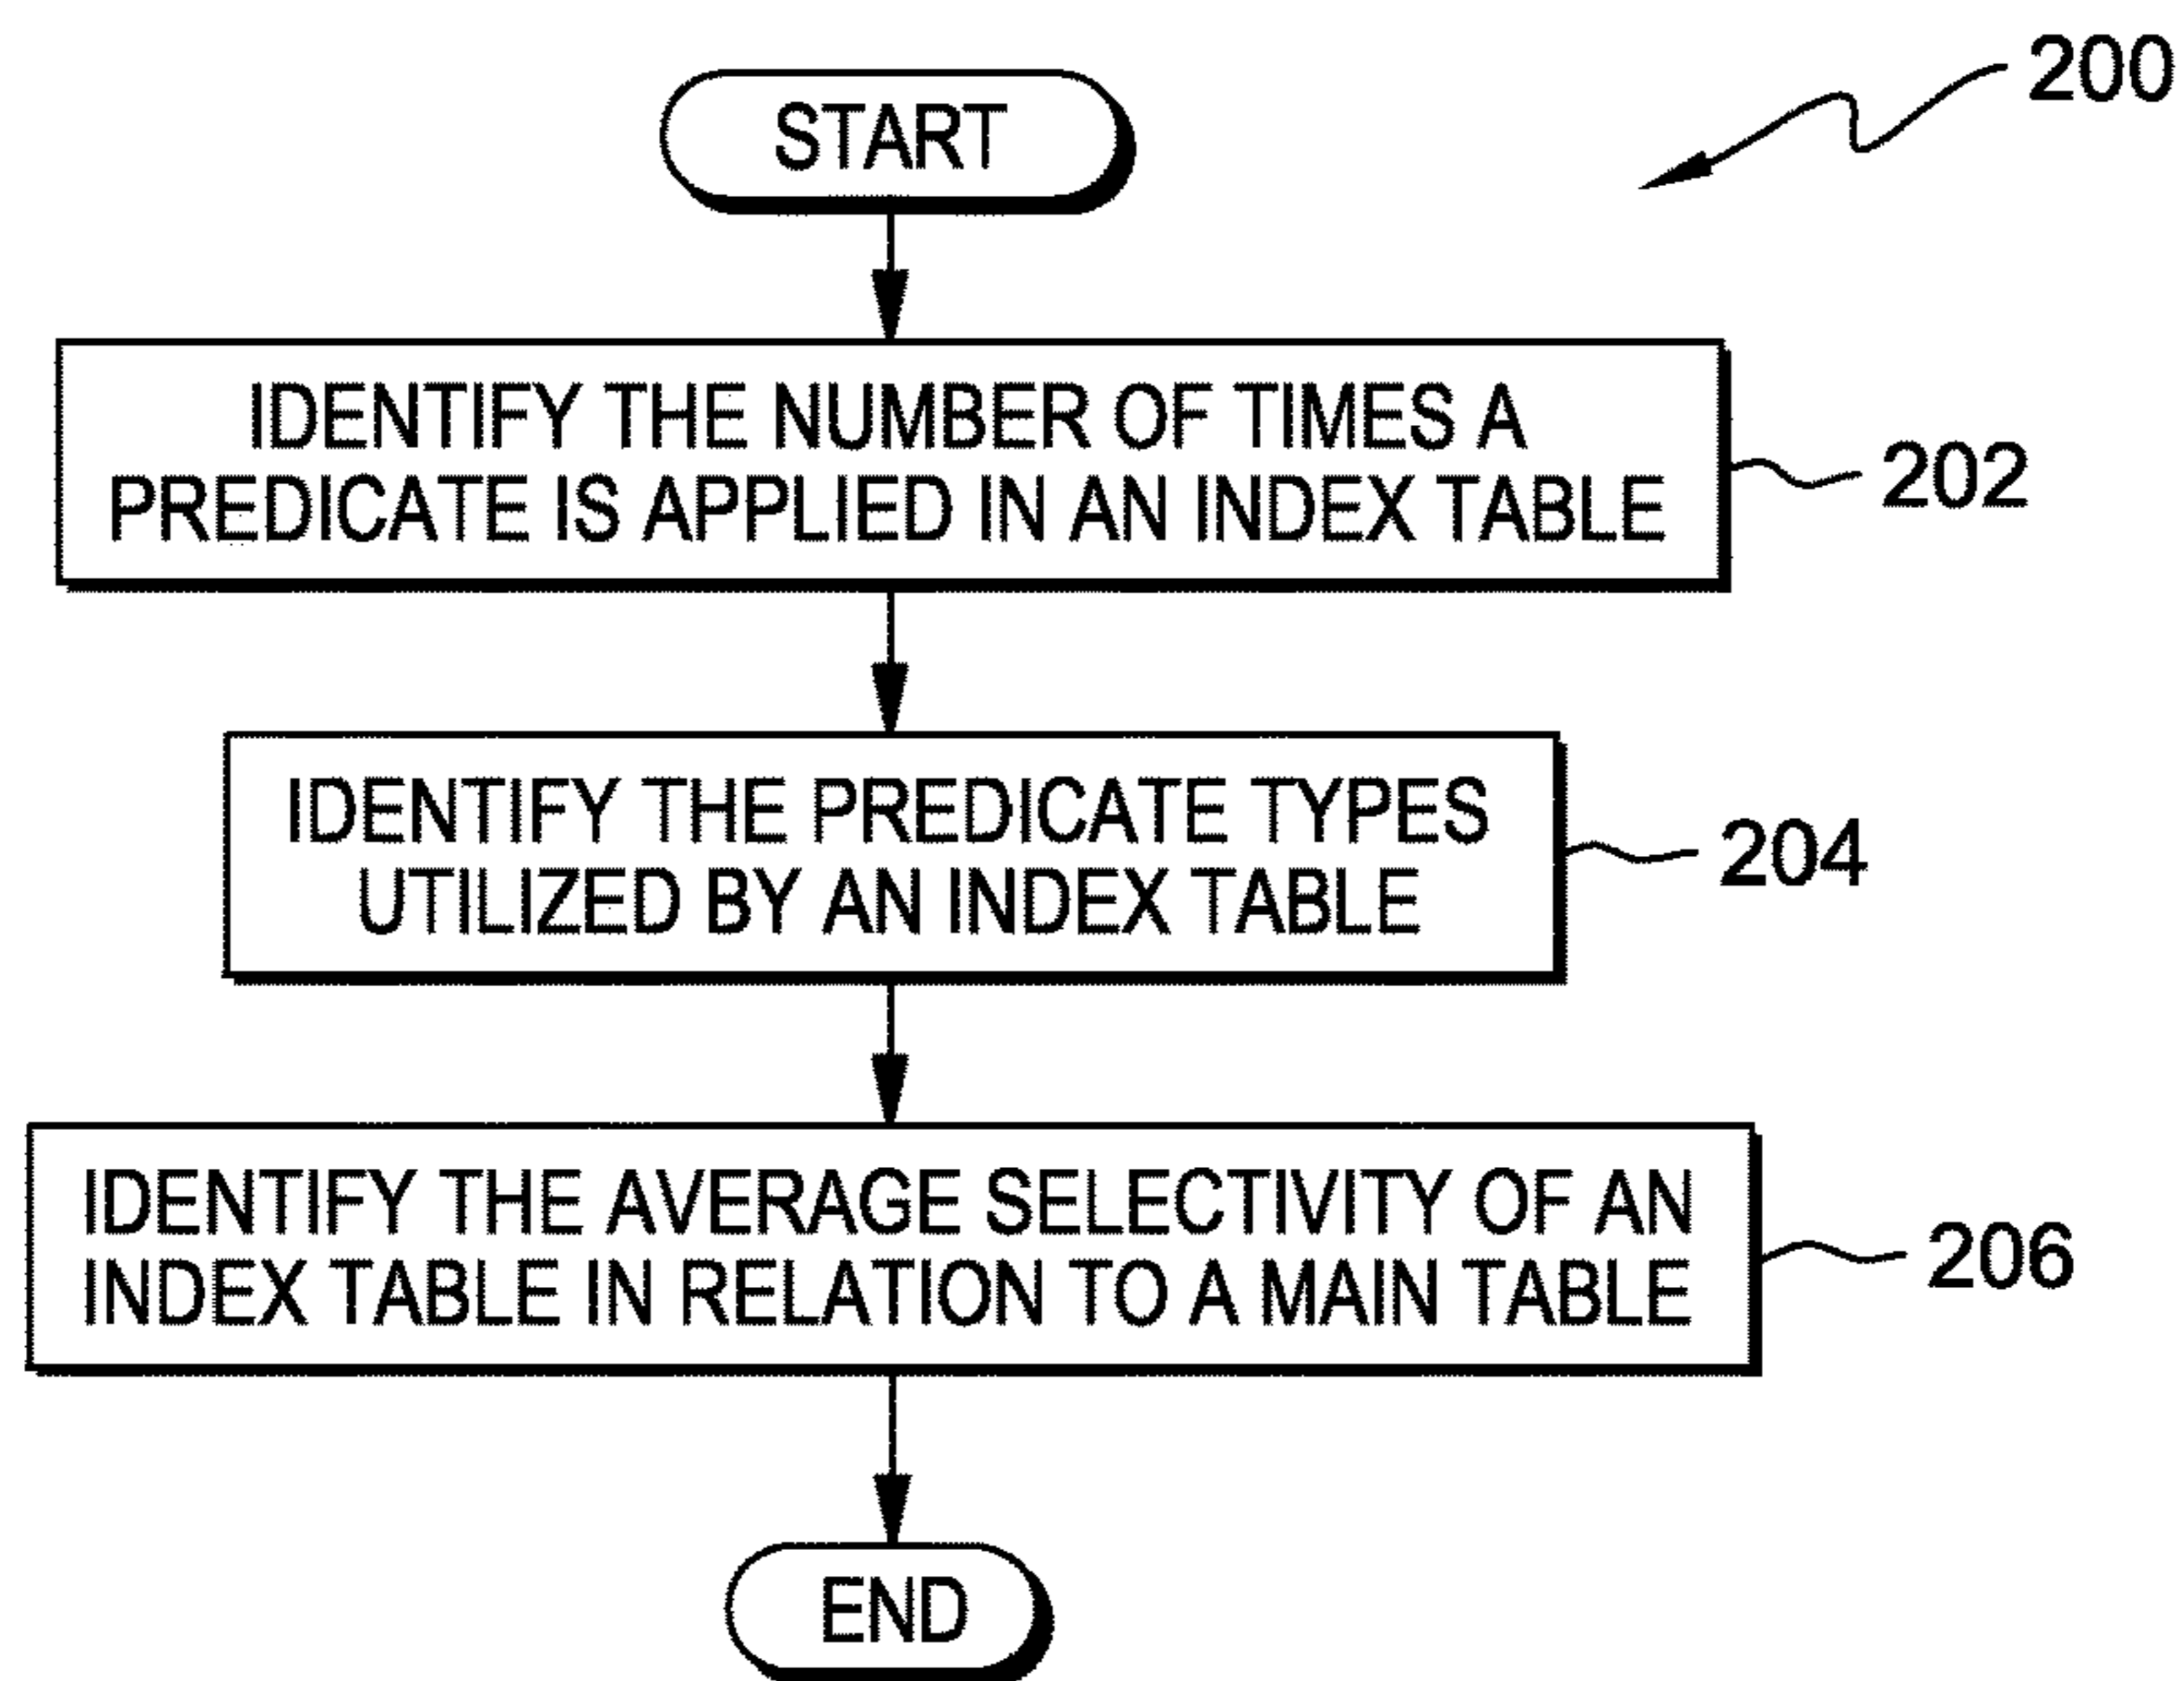 200
START
IDENTIFY THE NUMBER OF TIMES A
PREDICATE IS APPLIED IN AN INDEX TABLE
202
IDENTIFY THE PREDICATE TYPES
UTILIZED BY AN INDEX TABLE
204
IDENTIFY THE AVERAGE SELECTIVITY OF AN
INDEX TABLE IN RELATION TO A MAIN TABLE
206
END